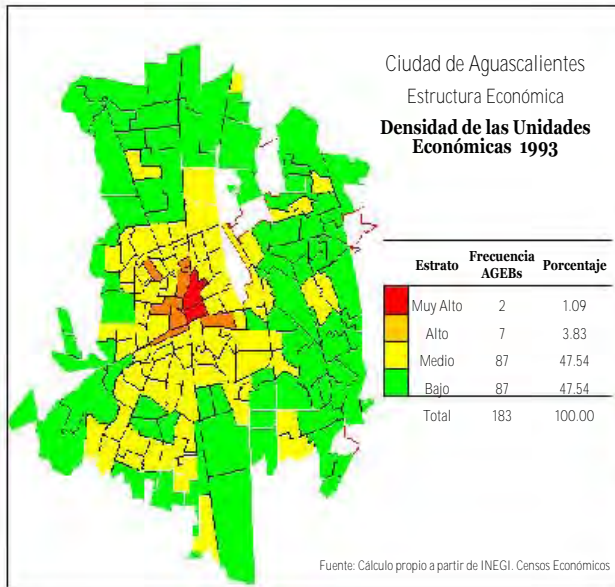 Ciudad de Aguascalientes
Estructura Económica
Densidad de las Unidades
Económicas 1993
Estrato Frecuencia AGEBs Porcentaje
Muy Alto 2 1.09
Alto 7 3.83
Medio 87 47.54
Bajo 87 47.54
Total 183 100.00
Fuente: Cálculo propio a partir de INEGI. Censos Económicos